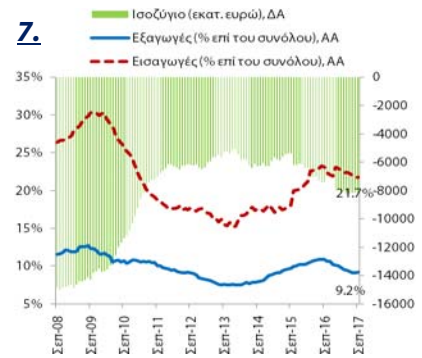 7.
Ισοζύγιο (εκατ. ευρώ), ΔΑ
Εξαγωγές (% επί του συνόλου), ΑΑ
Εισαγωγές (% επί του συνόλου), ΑΑ
35%
30%
25%
20%
15%
10%
5%
0
-2000
-4000
-6000
-8000
-10000
-12000
-14000
-16000
21.7%
9.2%
Σεπ-08
Σεπ-09
Σεπ-10
Σεπ-11
Σεπ-12
Σεπ-13
Σεπ-14
Σεπ-15
Σεπ-16
Σεπ-17